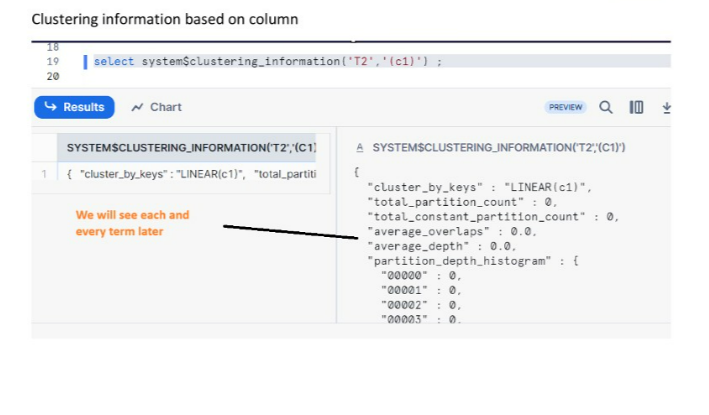 Clustering information based on column
18
19 select system$clustering_information('T2','(c1)') ;
20
Results Chart PREVIEW
SYSTEM$CLUSTERING_INFORMATION('T2','(C1)
1 { "cluster_by_keys" : "LINEAR(c1)", "total_partiti
We will see each and
every term later
A SYSTEM$CLUSTERING_INFORMATION('T2','(C1)')
{
"cluster_by_keys" : "LINEAR(c1)",
"total_partition_count" : 0,
"total_constant_partition_count" : 0,
"average_overlaps" : 0.0,
"average_depth" : 0.0,
"partition_depth_histogram" : {
"00000" : 0,
"00001" : 0,
"00002" : 0,
"00003" : 0,